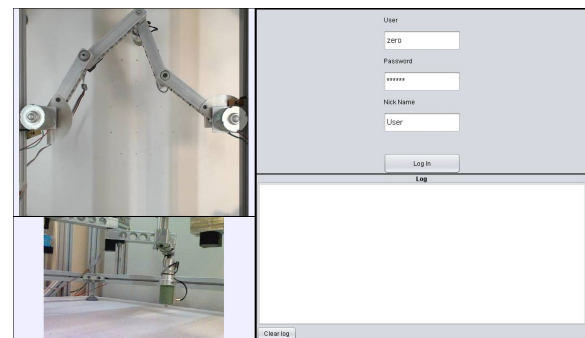 User
zero
Password
******
Nick Name
User
Log In
Log
Clear log